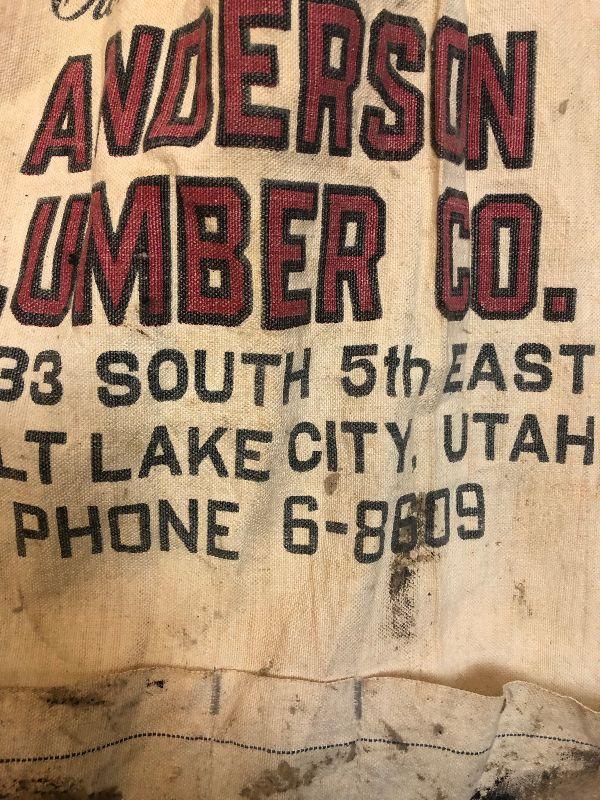 ANDERSON
LUMBER CO.
33 SOUTH 5th EAST
LT LAKE CITY, UTAH
PHONE 6-8609